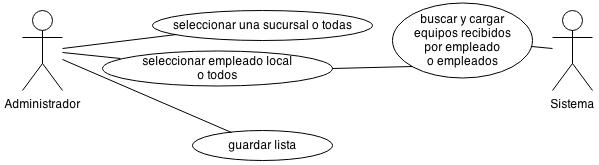 seleccionar una sucursal o todas
buscar y cargar
equipos recibidos
por empleado
o empleados
seleccionar empleado local
o todos
Administrador
Sistema
guardar lista